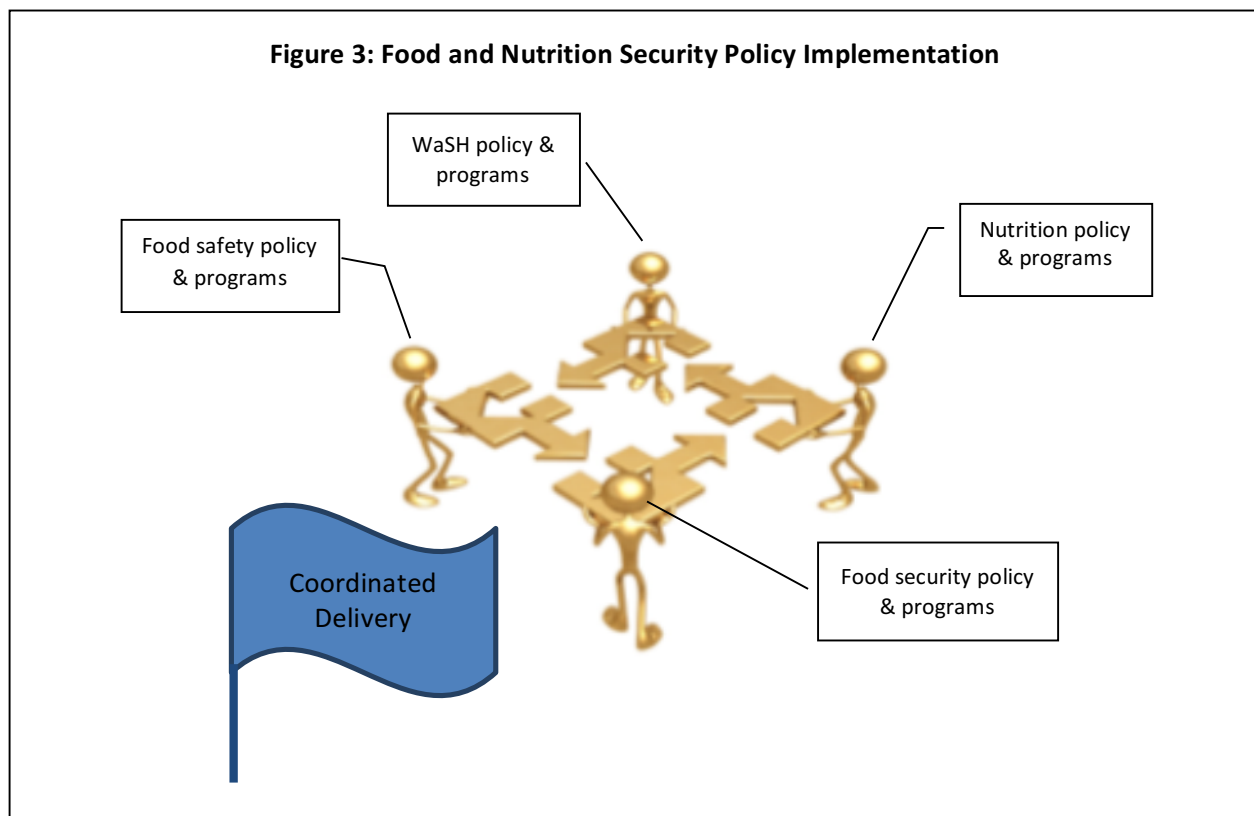 Figure 3: Food and Nutrition Security Policy Implementation
WaSH policy &
programs
Food safety policy
& programs
Nutrition policy
& programs
Food security policy
& programs
Coordinated
Delivery